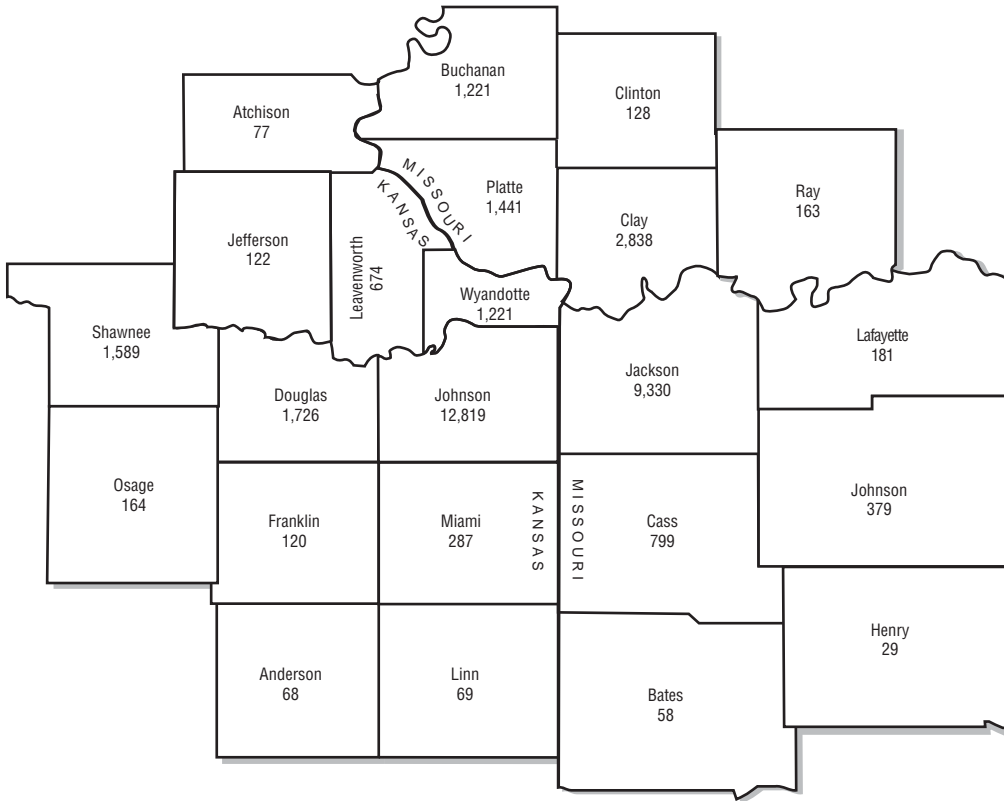 Buchanan
1,221
Clinton
128
Atchison
77
Platte
1,441
Ray
163
Clay
2,838
MISSOURI
KANSAS
Jefferson
122
Leavenworth
674
Wyandotte
1,221
Shawnee
1,589
Lafayette
181
Jackson
9,330
Douglas
1,726
Johnson
12,819
Osage
164
Johnson
379
Franklin
120
Miami
287
KANSAS
MISSOURI
Cass
799
Henry
29
Anderson
68
Linn
69
Bates
58